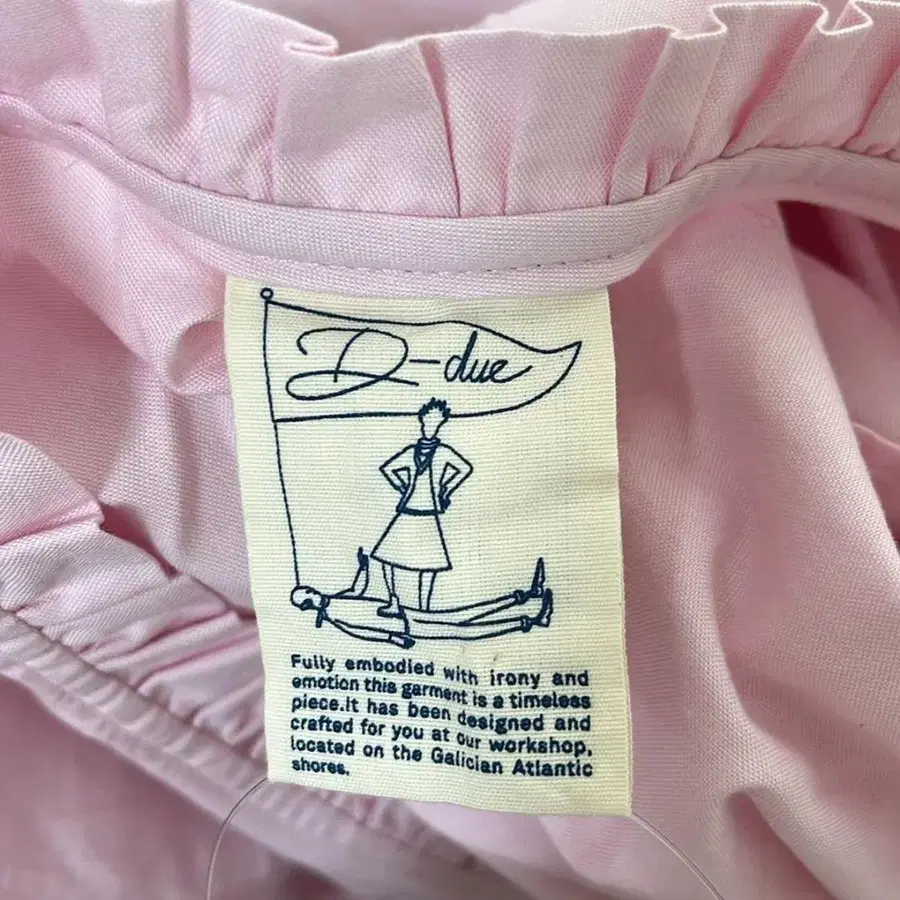 D-due
Fully embodied with irony and
emotion this garment is a timeless
piece.It has been designed and
crafted for you at our workshop,
located on the Galician Atlantic
shores.